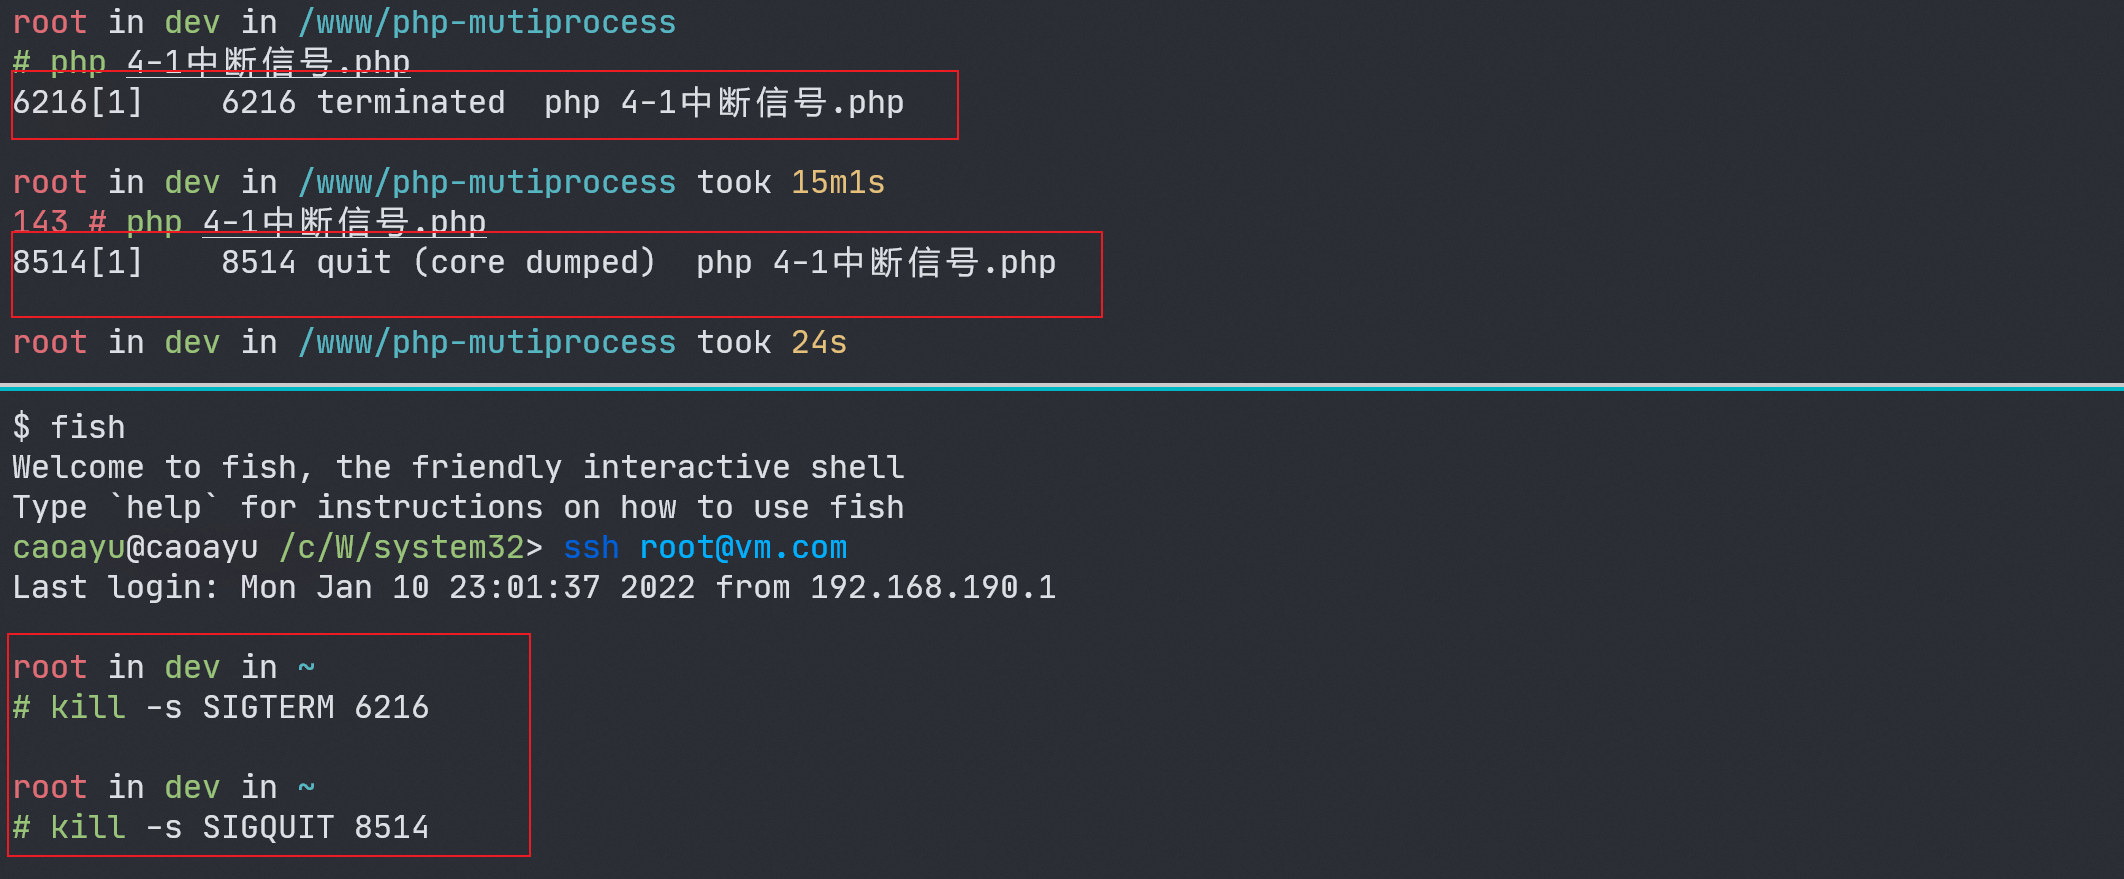 root in dev in /www/php-mutiprocess
# php 4-1中断信号.php
6216[1]    6216 terminated  php 4-1中断信号.php
root in dev in /www/php-mutiprocess took 15m1s
143 # php 4-1中断信号.php
8514[1]    8514 quit (core dumped)  php 4-1中断信号.php
root in dev in /www/php-mutiprocess took 24s
$ fish
Welcome to fish, the friendly interactive shell
Type `help` for instructions on how to use fish
caoayu@caoayu /c/W/system32> ssh root@vm.com
Last login: Mon Jan 10 23:01:37 2022 from 192.168.190.1
root in dev in ~
# kill -s SIGTERM 6216
root in dev in ~
# kill -s SIGQUIT 8514